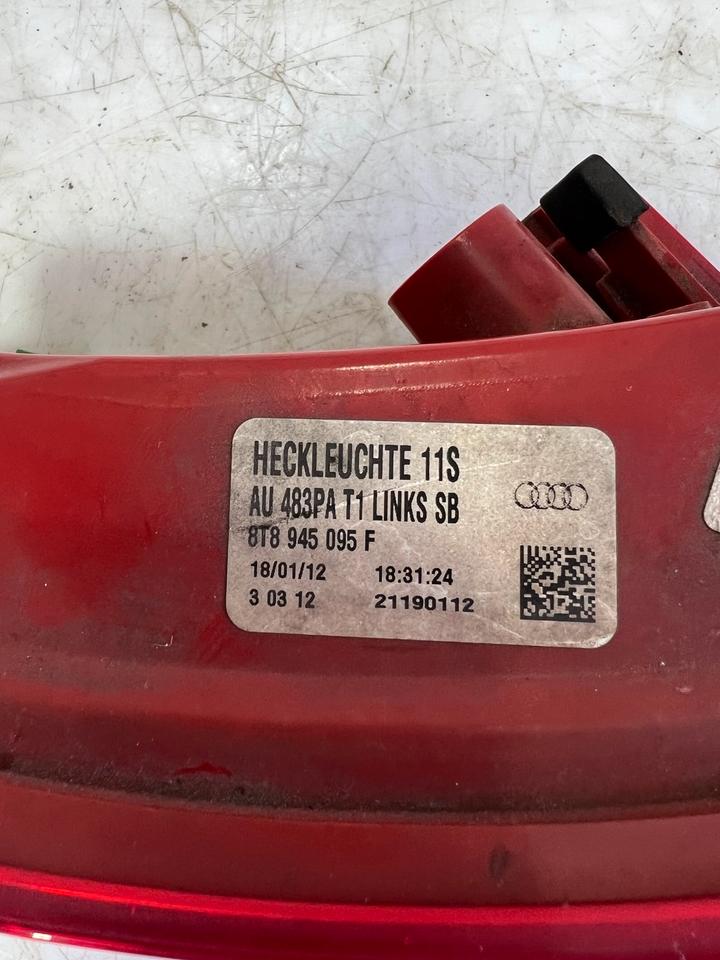 HECKLEUCHTE 11S
AU 483PA T1 LINKS SB
8T8 945 095 F
18/01/12 18:31:24
3 03 12 21190112